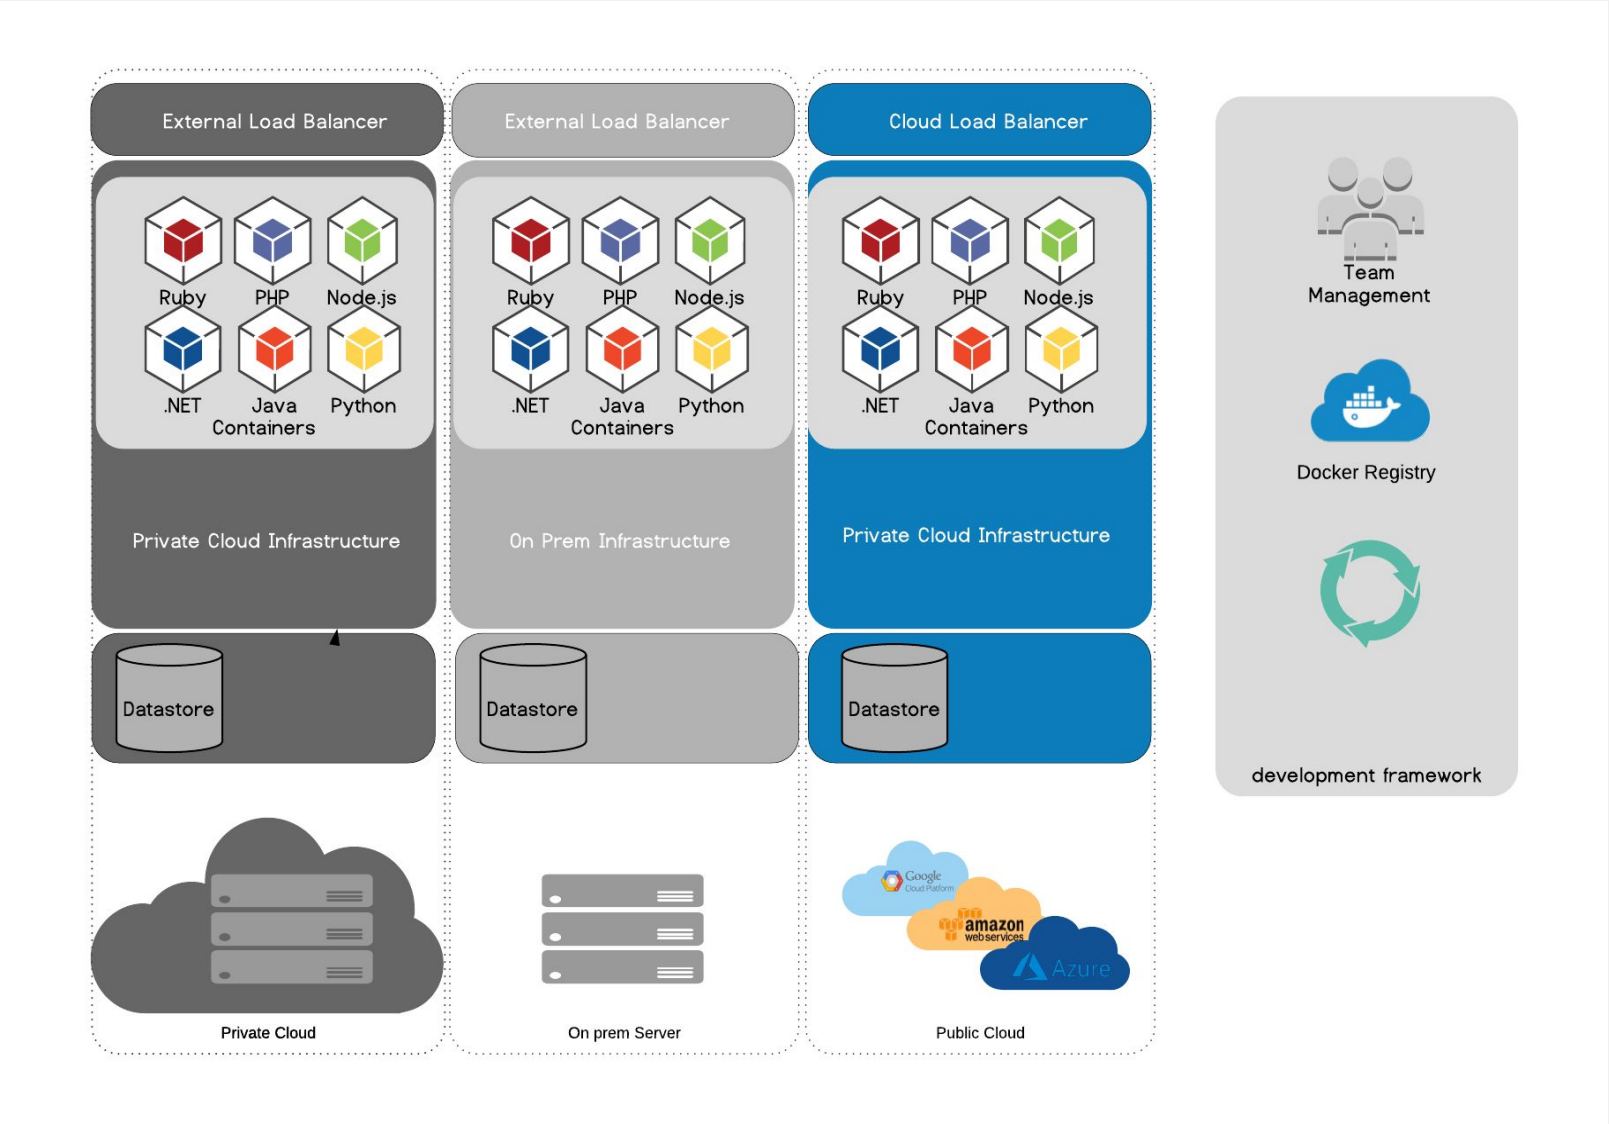 External Load Balancer
External Load Balancer
Cloud Load Balancer
Ruby PHP Node.js
.NET Java Python
Containers
Ruby PHP Node.js
.NET Java Python
Containers
Ruby PHP Node.js
.NET Java Python
Containers
Private Cloud Infrastructure
On Prem Infrastructure
Private Cloud Infrastructure
Datastore
Datastore
Datastore
Google
Cloud Platform
amazon
webservices
Azure
Private Cloud
On prem Server
Public Cloud
Team
Management
Docker Registry
development framework